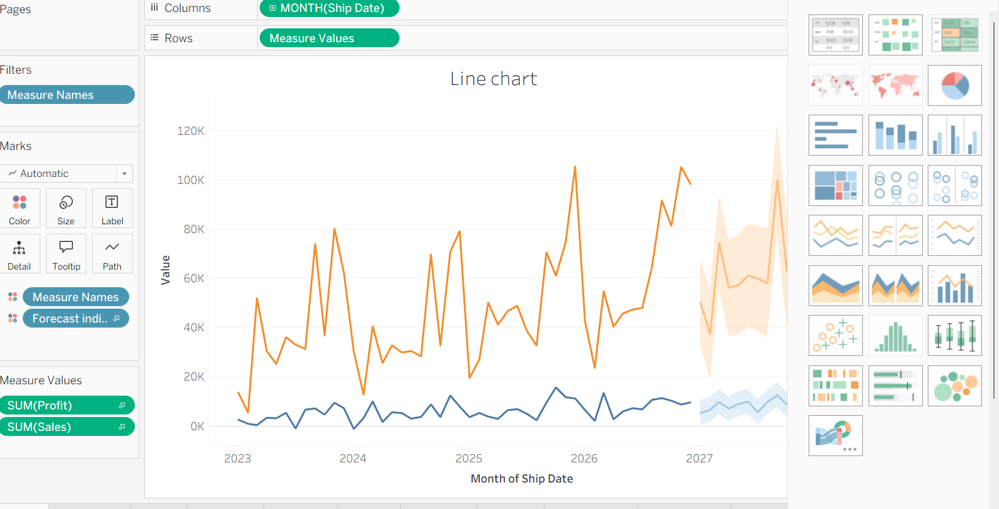 Pages
Columns
MONTH(Ship Date)
Rows
Measure Values
Filters
Measure Names
Marks
Automatic
Color
Size
Label
Detail
Tooltip
Path
Measure Names
Forecast indi..
Measure Values
SUM(Profit)
SUM(Sales)
Line chart
120K
100K
80K
60K
40K
20K
0K
Value
2023
2024
2025
2026
2027
Month of Ship Date